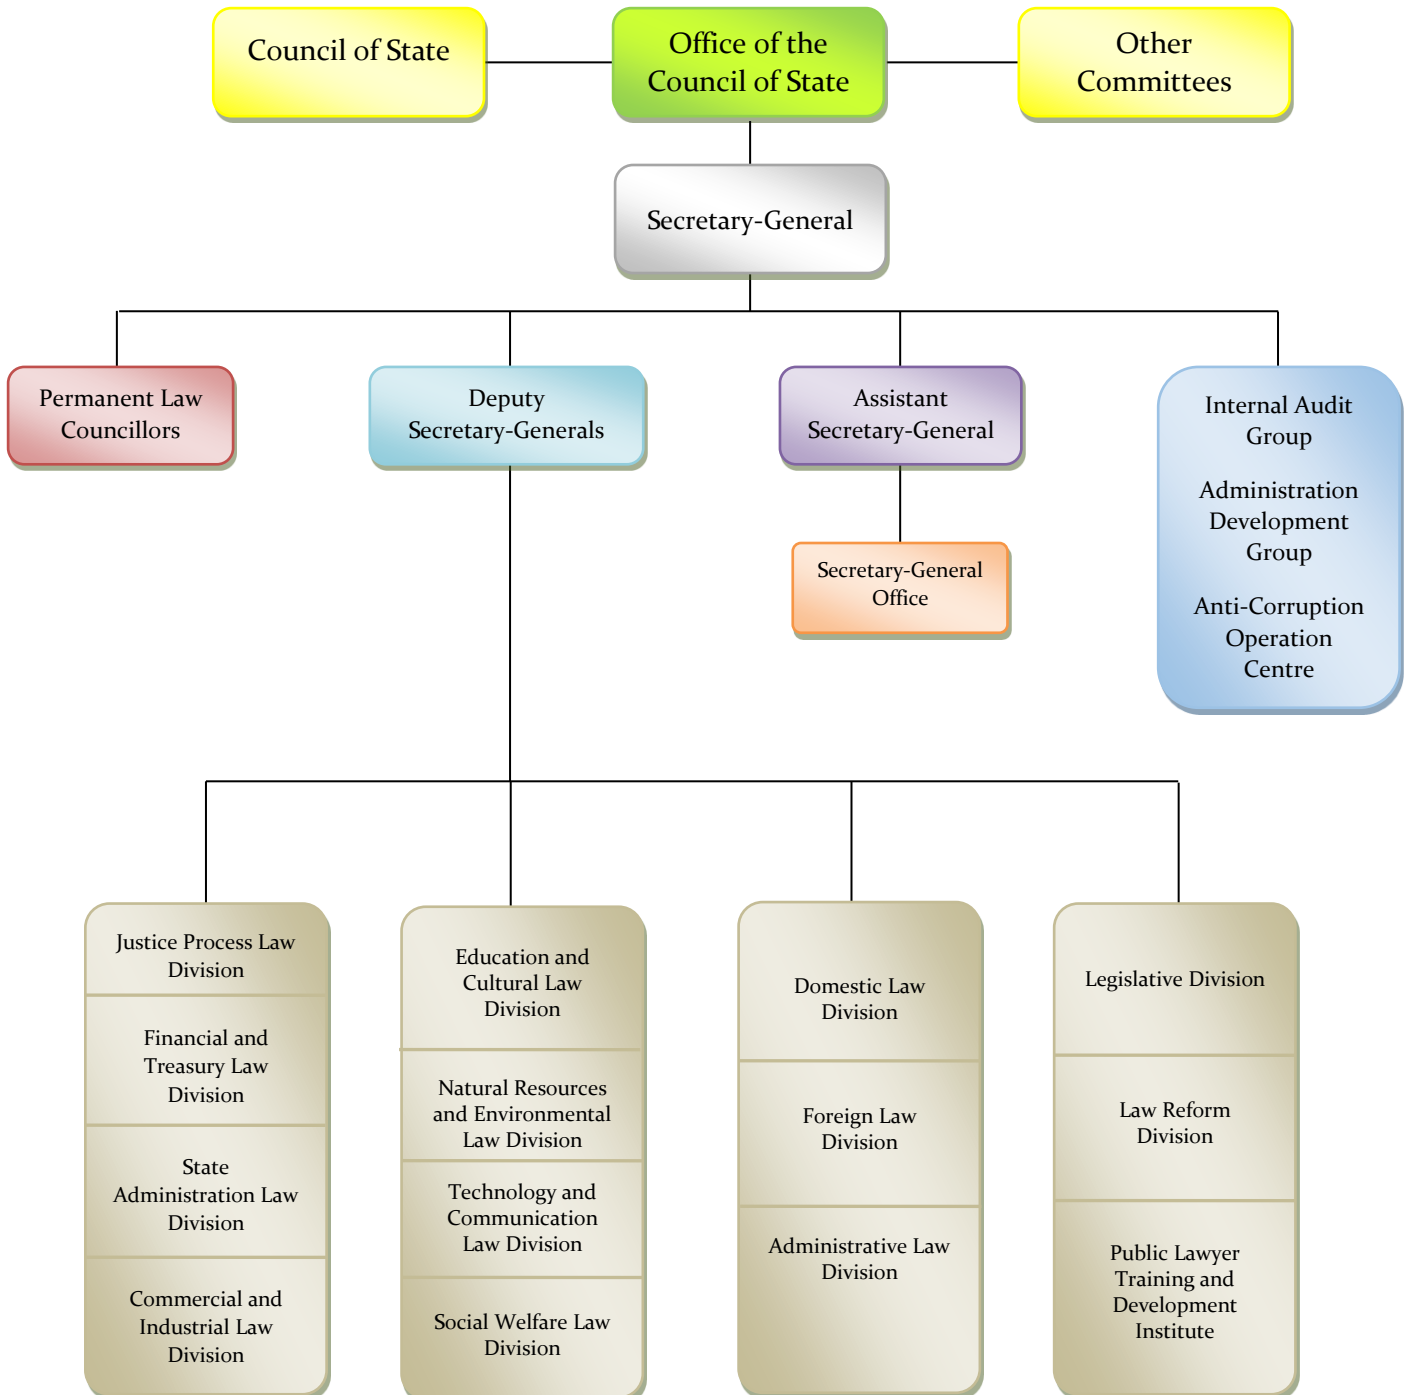 Council of State
Office of the
Council of State
Other
Committees
Secretary-General
Permanent Law
Councillors
Deputy
Secretary-Generals
Assistant
Secretary-General
Internal Audit
Group
Administration
Development
Group
Anti-Corruption
Operation
Centre
Secretary-General
Office
Justice Process Law
Division
Financial and
Treasury Law
Division
State
Administration Law
Division
Commercial and
Industrial Law
Division
Education and
Cultural Law
Division
Natural Resources
and Environmental
Law Division
Technology and
Communication
Law Division
Social Welfare Law
Division
Domestic Law
Division
Foreign Law
Division
Administrative Law
Division
Legislative Division
Law Reform
Division
Public Lawyer
Training and
Development
Institute